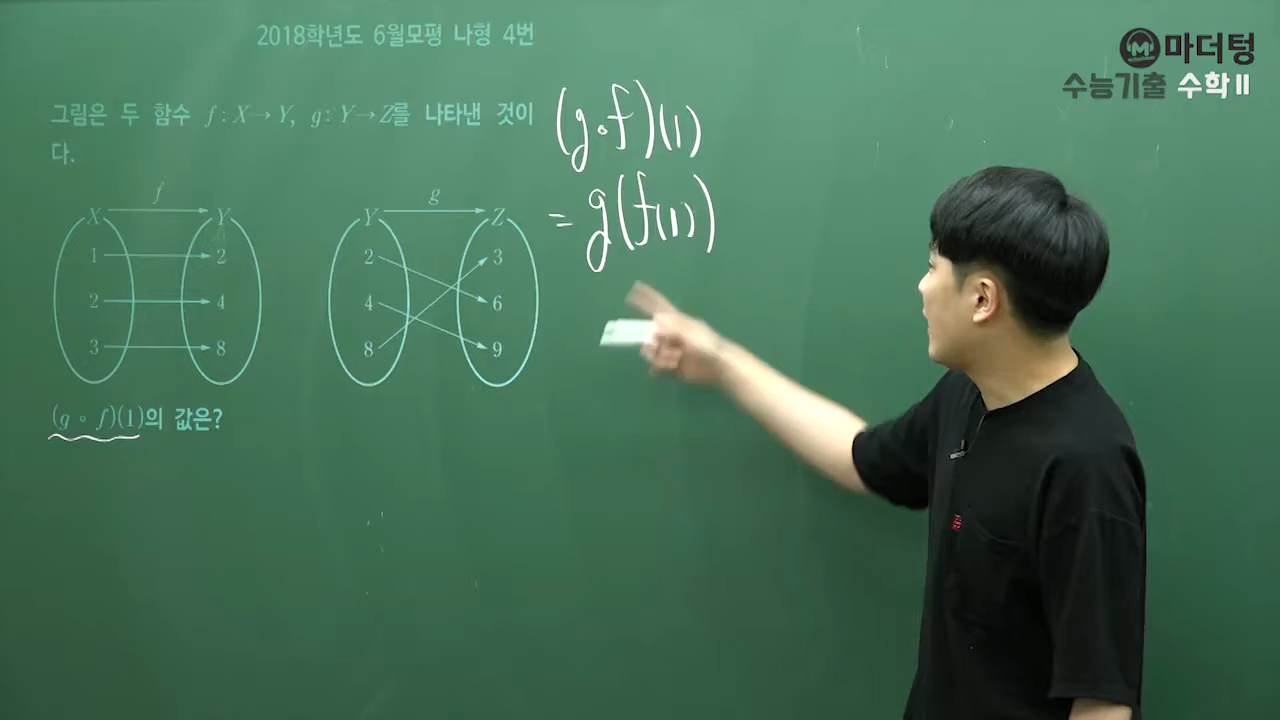 2018학년도 6월모평 나형 4번
마더텅
수능기출 수학Ⅱ
그림은 두 함수 f : X→Y, g : Y→Z를 나타낸 것이
다.
f
X Y
1 2
2 4
3 8
g
Y Z
2 3
4 6
8 9
(g∘f)(1)의 값은?
(g∘f)(1)
= g(f(1))